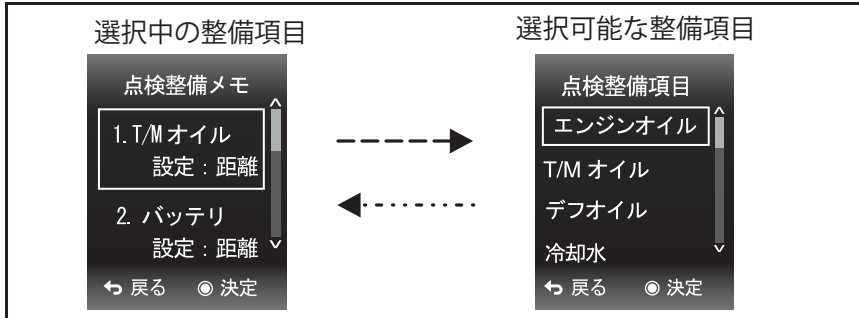 選択中の整備項目
点検整備メモ
1.T/Mオイル
設定：距離
2. バッテリ
設定：距離
戻る ◉ 決定
選択可能な整備項目
点検整備項目
エンジンオイル
T/M オイル
デフオイル
冷却水
戻る ◉ 決定